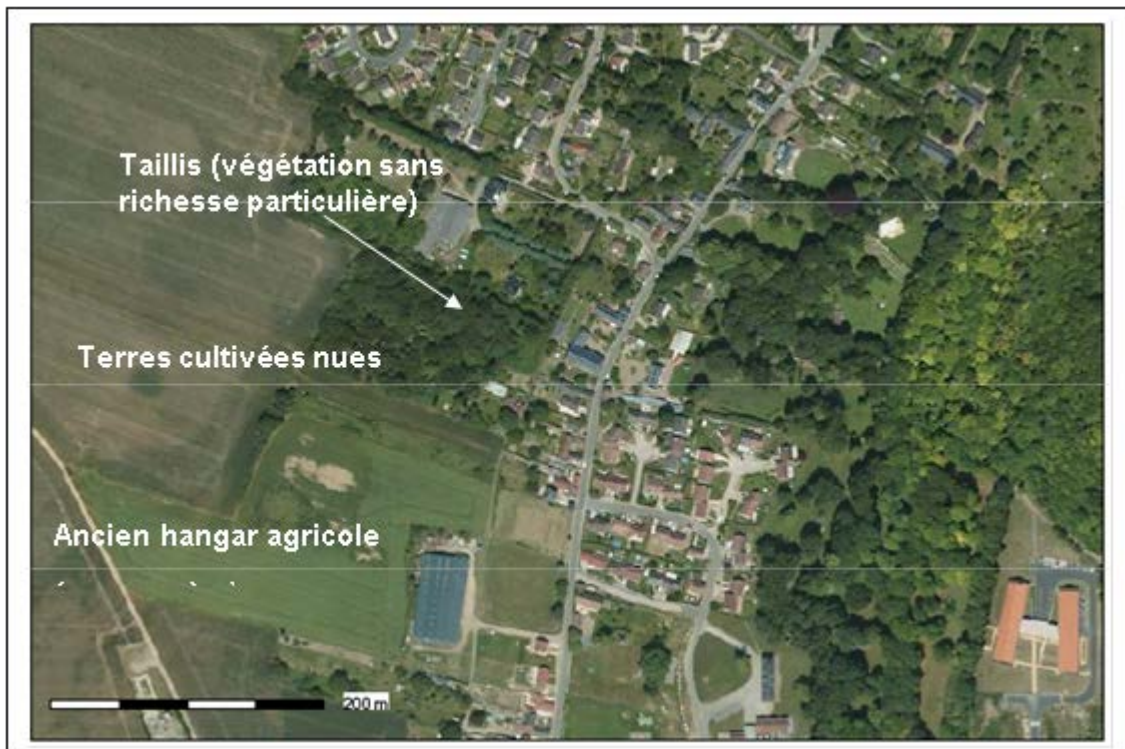 Taillis (végétation sans
richesse particulière)
Terres cultivées nues
Ancien hangar agricole
200 m